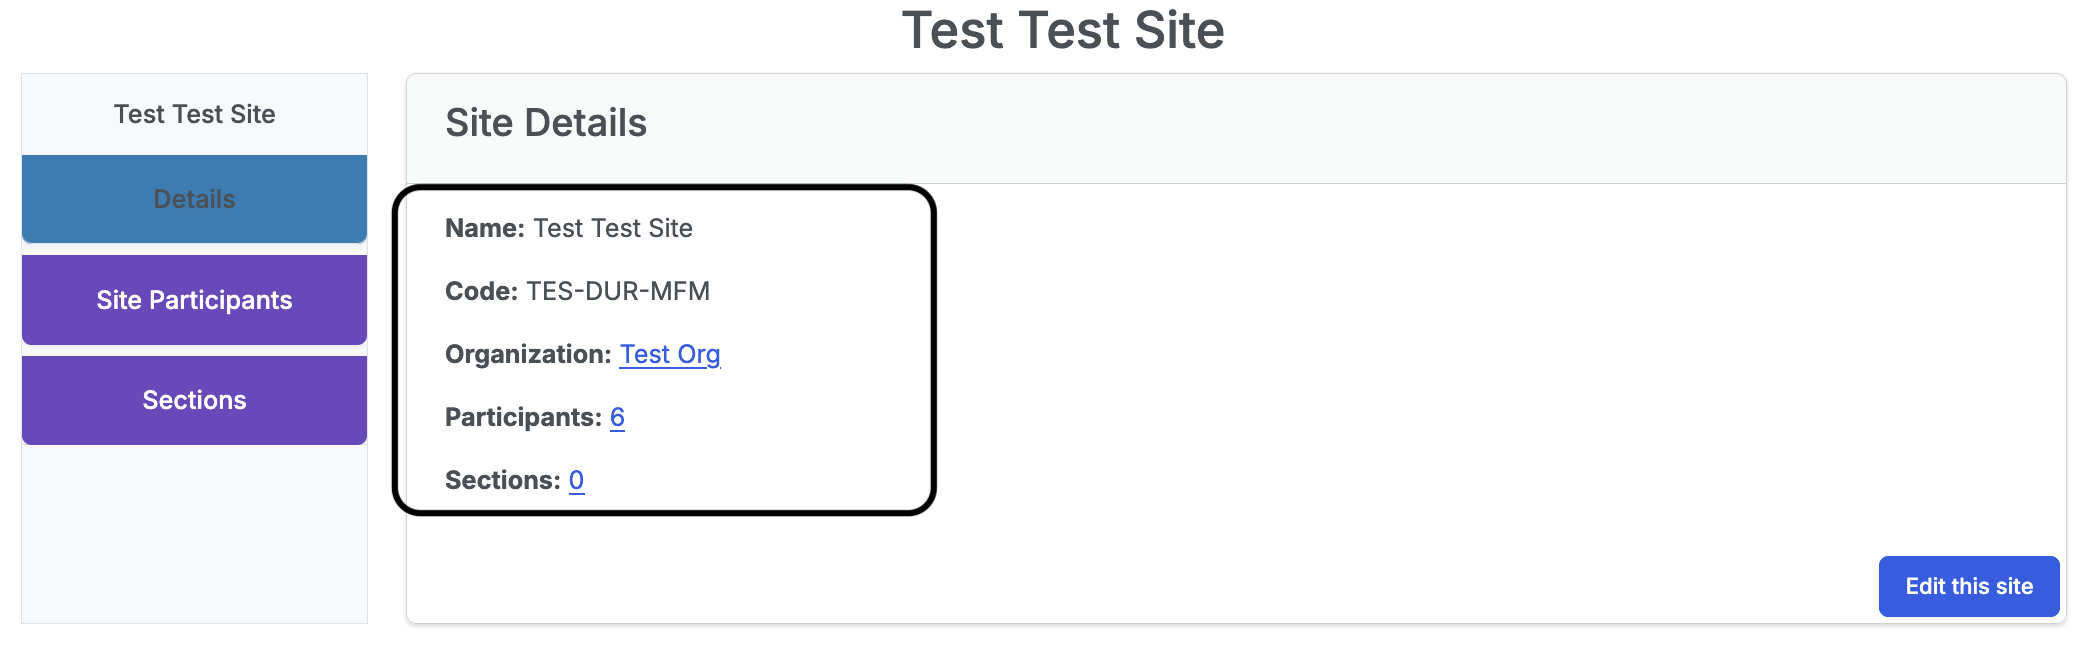 Test Test Site
Test Test Site
Details
Site Participants
Sections
Site Details
Name: Test Test Site
Code: TES-DUR-MFM
Organization: Test Org
Participants: 6
Sections: 0
Edit this site